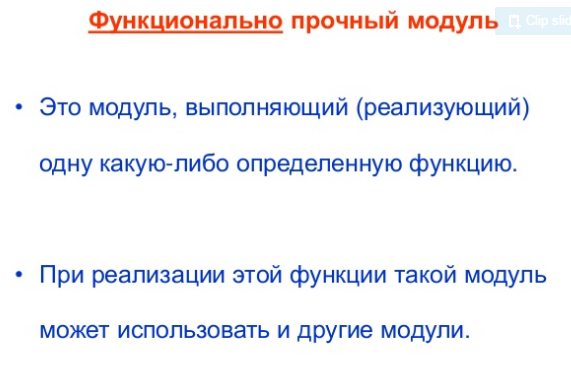 Функционально прочный модуль
Clip slid
• Это модуль, выполняющий (реализующий)
одну какую-либо определенную функцию.
• При реализации этой функции такой модуль
может использовать и другие модули.